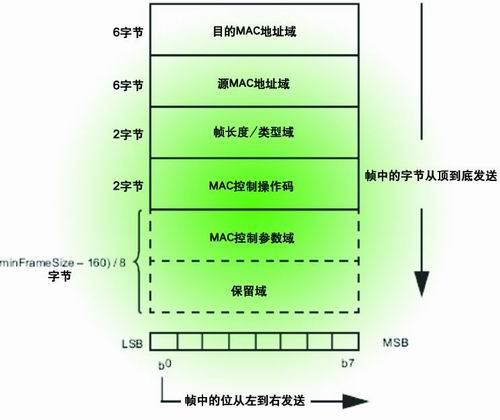 6字节
目的MAC地址域
6字节
源MAC地址域
2字节
帧长度/类型域
2字节
MAC控制操作码
帧中的字节从顶到底发送
MAC控制参数域
minFrameSize – 160) / 8
字节
保留域
LSB
MSB
b0
b7
帧中的位从左到右发送